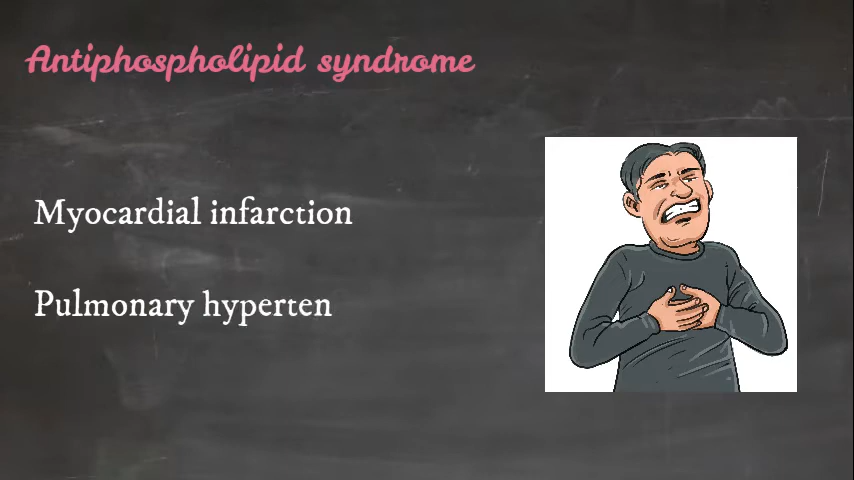 Antiphospholipid syndrome
Myocardial infarction
Pulmonary hyperten